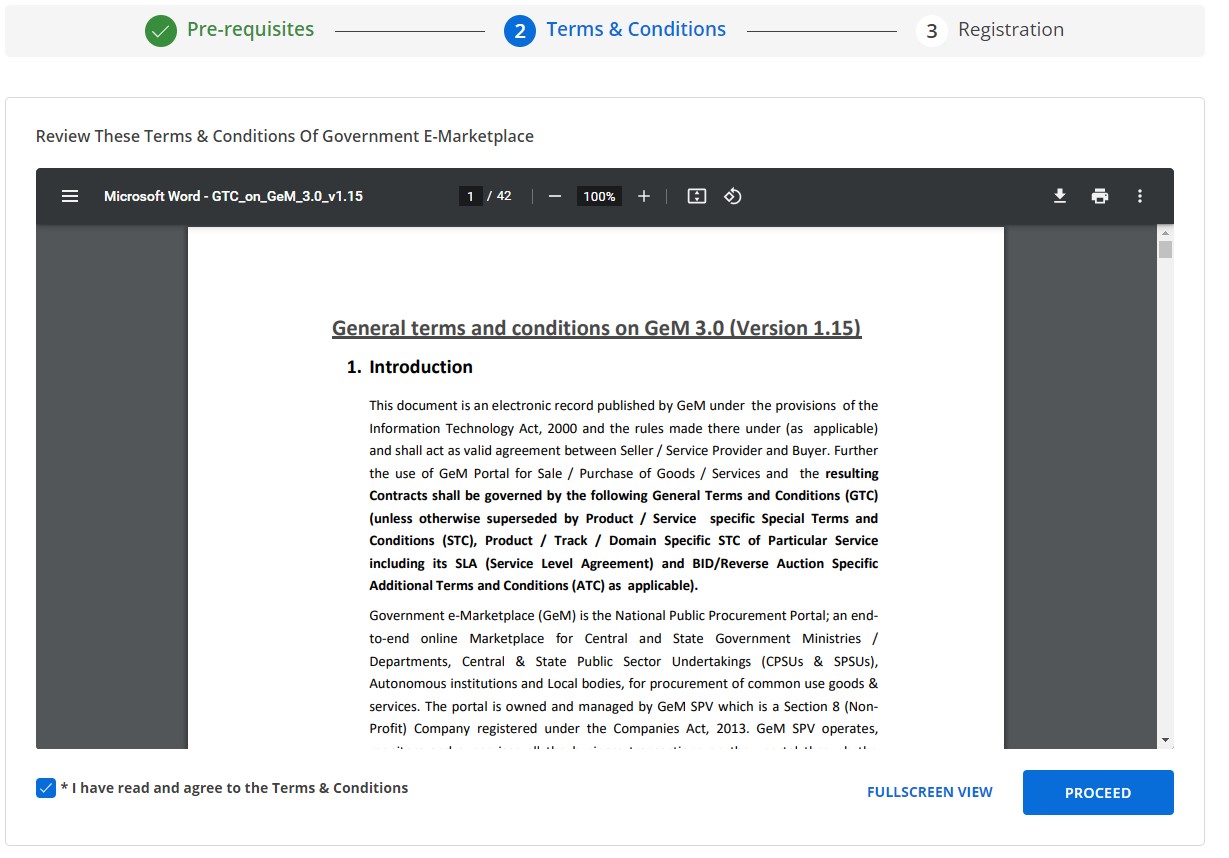 Pre-requisites
2 Terms & Conditions
3 Registration
Review These Terms & Conditions Of Government E-Marketplace
Microsoft Word - GTC_on_GeM_3.0_v1.15
1 / 42
100%
General terms and conditions on GeM 3.0 (Version 1.15)
1. Introduction
This document is an electronic record published by GeM under the provisions of the
Information Technology Act, 2000 and the rules made there under (as applicable)
and shall act as valid agreement between Seller / Service Provider and Buyer. Further
the use of GeM Portal for Sale / Purchase of Goods / Services and the resulting
Contracts shall be governed by the following General Terms and Conditions (GTC)
(unless otherwise superseded by Product / Service specific Special Terms and
Conditions (STC), Product / Track / Domain Specific STC of Particular Service
including its SLA (Service Level Agreement) and BID/Reverse Auction Specific
Additional Terms and Conditions (ATC) as applicable).
Government e-Marketplace (GeM) is the National Public Procurement Portal; an end-
to-end online Marketplace for Central and State Government Ministries /
Departments, Central & State Public Sector Undertakings (CPSUs & SPSUs),
Autonomous institutions and Local bodies, for procurement of common use goods &
services. The portal is owned and managed by GeM SPV which is a Section 8 (Non-
Profit) Company registered under the Companies Act, 2013. GeM SPV operates,
* I have read and agree to the Terms & Conditions
FULLSCREEN VIEW
PROCEED